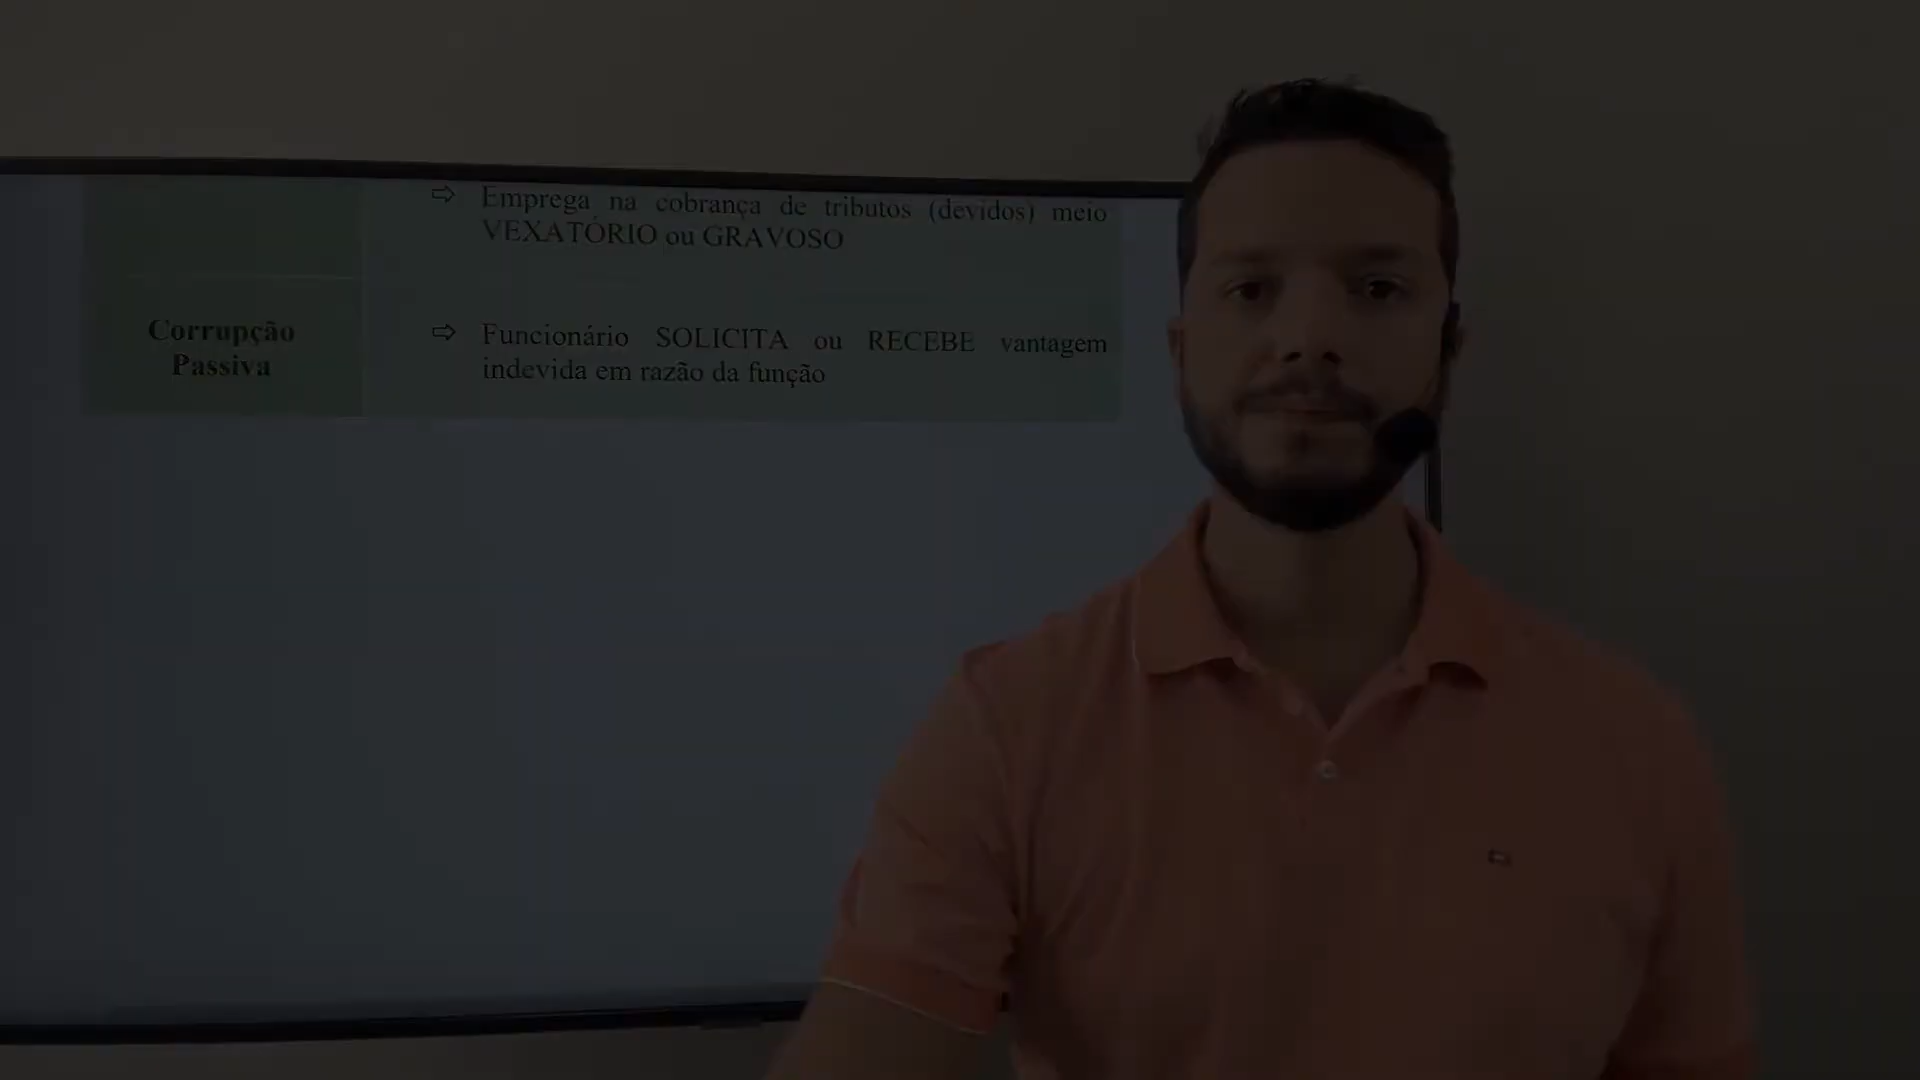 ⇨ Emprega na cobrança de tributos (devidos) meio
VEXATÓRIO ou GRAVOSO
Corrupção
Passiva
⇨ Funcionário SOLICITA ou RECEBE vantagem
indevida em razão da função